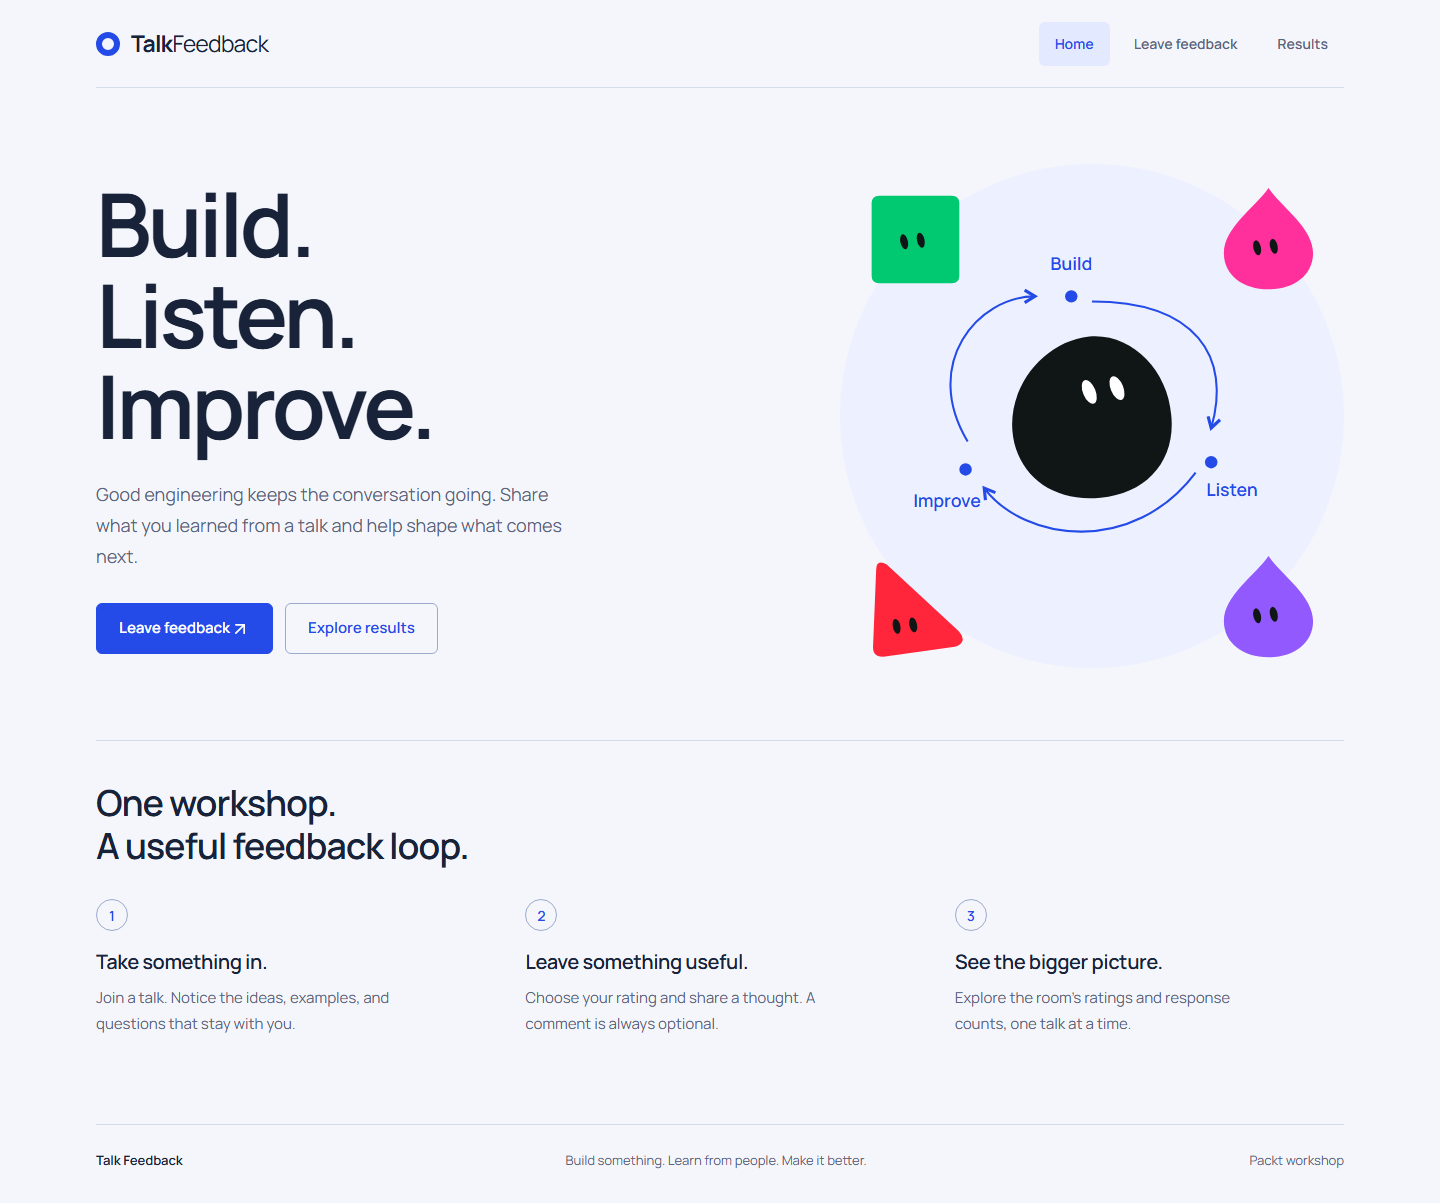 TalkFeedback
Home
Leave feedback
Results
Build.
Listen.
Improve.
Good engineering keeps the conversation going. Share
what you learned from a talk and help shape what comes
next.
Leave feedback
Explore results
Build
Listen
Improve
One workshop.
A useful feedback loop.
1
Take something in.
Join a talk. Notice the ideas, examples, and
questions that stay with you.
2
Leave something useful.
Choose your rating and share a thought. A
comment is always optional.
3
See the bigger picture.
Explore the room's ratings and response
counts, one talk at a time.
Talk Feedback
Build something. Learn from people. Make it better.
Packt workshop